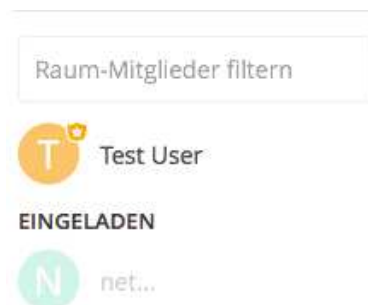 Raum-Mitglieder filtern
T
Test User
EINGELADEN
N
net...